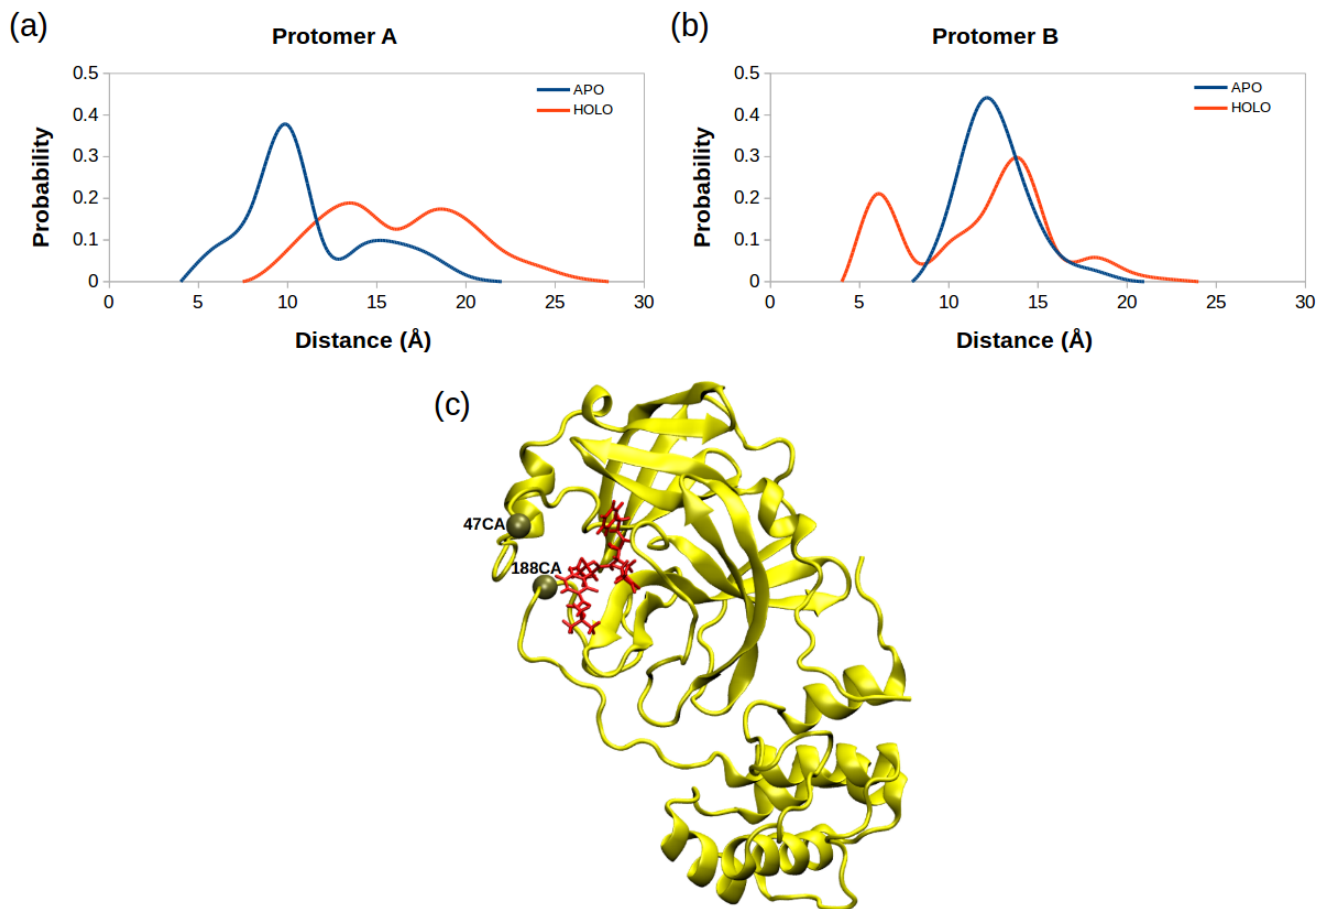 (a)
Protomer A
0.5
0.4
0.3
0.2
0.1
0
Probability
APO
HOLO
0 5 10 15 20 25 30
Distance (Å)
(b)
Protomer B
0.5
0.4
0.3
0.2
0.1
0
Probability
APO
HOLO
0 5 10 15 20 25 30
Distance (Å)
(c)
47CA
188CA